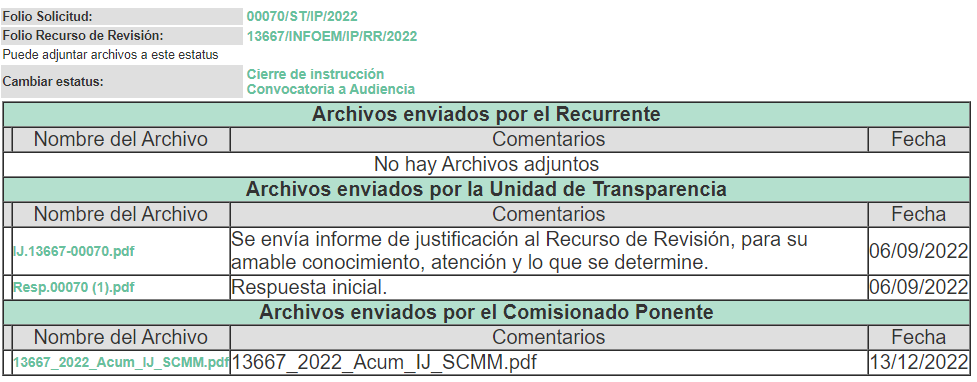 Folio Solicitud: 00070/ST/IP/2022
Folio Recurso de Revisión: 13667/INFOEM/IP/RR/2022
Puede adjuntar archivos a este estatus
Cambiar estatus: Cierre de instrucción
Convocatoria a Audiencia
Archivos enviados por el Recurrente
Nombre del Archivo Comentarios Fecha
No hay Archivos adjuntos
Archivos enviados por la Unidad de Transparencia
Nombre del Archivo Comentarios Fecha
IJ.13667-00070.pdf Se envía informe de justificación al Recurso de Revisión, para su amable conocimiento, atención y lo que se determine. 06/09/2022
Resp.00070 (1).pdf Respuesta inicial. 06/09/2022
Archivos enviados por el Comisionado Ponente
Nombre del Archivo Comentarios Fecha
13667_2022_Acum_IJ_SCMM.pdf 13667_2022_Acum_IJ_SCMM.pdf 13/12/2022